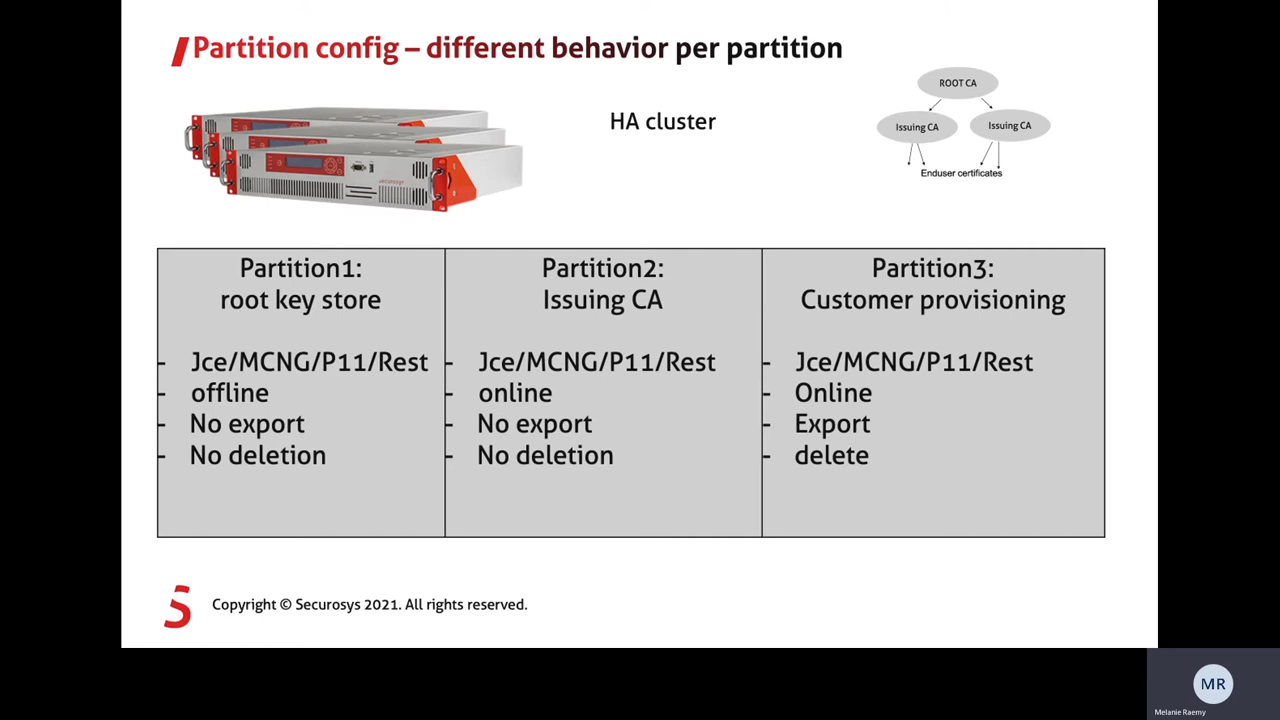 Partition config – different behavior per partition
HA cluster
ROOT CA
Issuing CA
Issuing CA
Enduser certificates
securosys
Partition1:
root key store
- Jce/MCNG/P11/Rest
- offline
- No export
- No deletion
Partition2:
Issuing CA
- Jce/MCNG/P11/Rest
- online
- No export
- No deletion
Partition3:
Customer provisioning
- Jce/MCNG/P11/Rest
- Online
- Export
- delete
Copyright © Securosys 2021. All rights reserved.
MR
Melanie Raemy